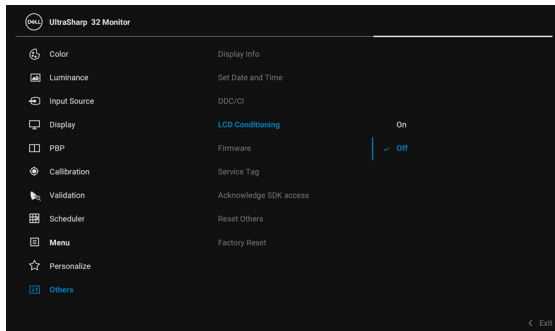 DELL UltraSharp 32 Monitor
Color
Luminance
Input Source
Display
PBP
Callibration
Validation
Scheduler
Menu
Personalize
Others
Display Info
Set Date and Time
DDC/CI
LCD Conditioning
Firmware
Service Tag
Acknowledge SDK access
Reset Others
Factory Reset
On
Off
Exit